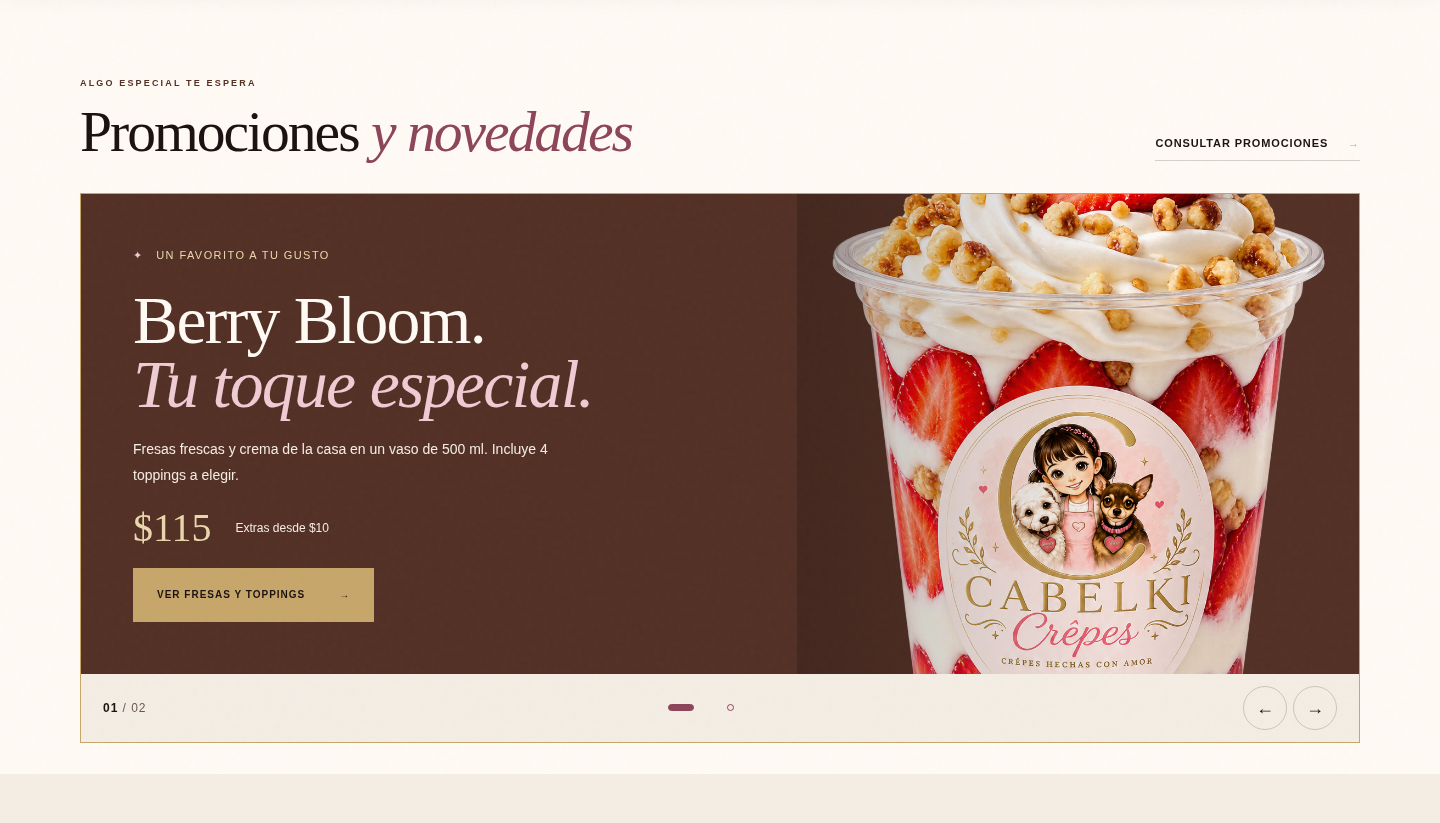 ALGO ESPECIAL TE ESPERA
Promociones y novedades
CONSULTAR PROMOCIONES →
✦ UN FAVORITO A TU GUSTO
Berry Bloom.
Tu toque especial.
Fresas frescas y crema de la casa en un vaso de 500 ml. Incluye 4
toppings a elegir.
$115 Extras desde $10
VER FRESAS Y TOPPINGS →
C
CABELKI
Crêpes
CRÊPES HECHAS CON AMOR
01 / 02
← →